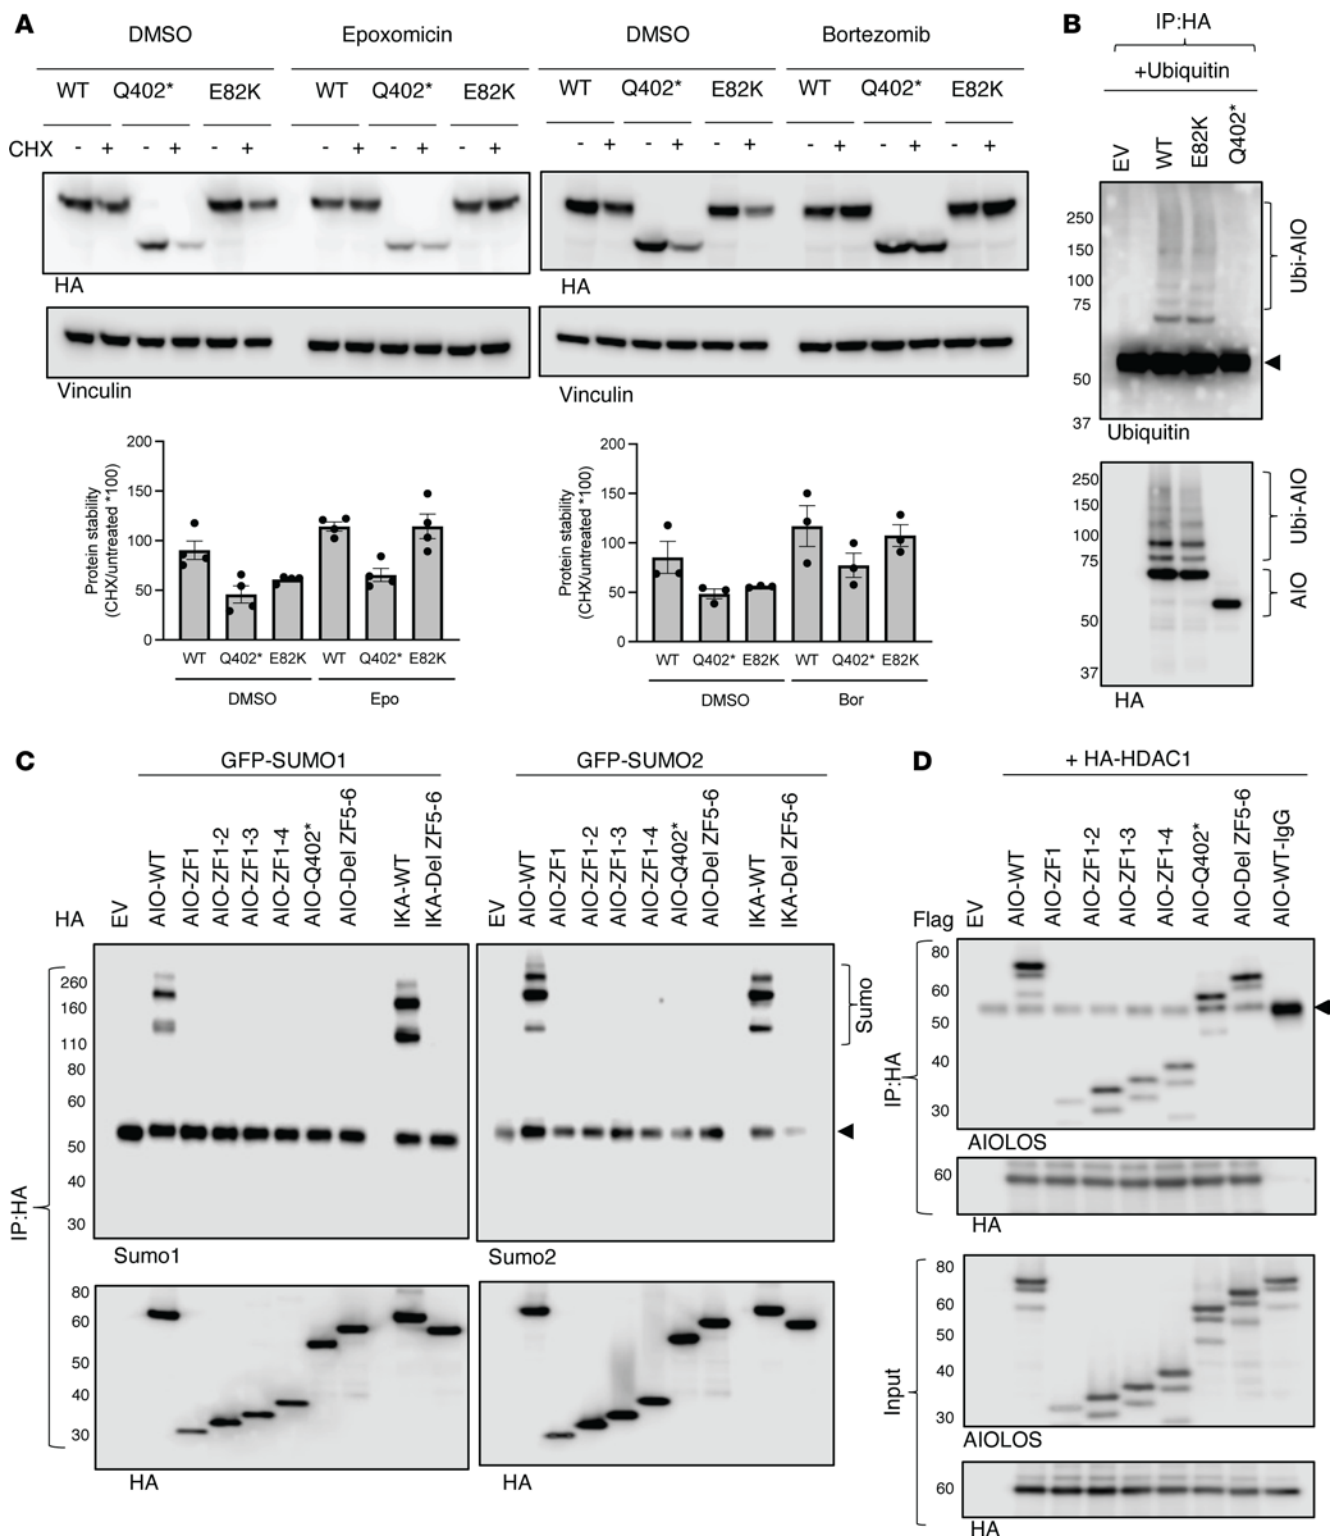 A
DMSO Epoxomicin DMSO Bortezomib
WT Q402* E82K WT Q402* E82K WT Q402* E82K WT Q402* E82K
CHX - + - + - + - + - + - + - + - + - + - + - + - +
HA HA
Vinculin Vinculin
Protein stability
(CHX/untreated *100)
200
150
100
50
0
WT Q402* E82K WT Q402* E82K
DMSO Epo
Protein stability
(CHX/untreated *100)
200
150
100
50
0
WT Q402* E82K WT Q402* E82K
DMSO Bor
B
IP:HA
+Ubiquitin
EV WT E82K Q402*
250
150
100
75
50
37
Ubi-AIO
Ubiquitin
250
150
100
75
50
37
Ubi-AIO
AIO
HA
C
GFP-SUMO1 GFP-SUMO2
HA EV AIO-WT AIO-ZF1 AIO-ZF1-2 AIO-ZF1-3 AIO-ZF1-4 AIO-Q402* AIO-Del ZF5-6 IKA-WT IKA-Del ZF5-6 EV AIO-WT AIO-ZF1 AIO-ZF1-2 AIO-ZF1-3 AIO-ZF1-4 AIO-Q402* AIO-Del ZF5-6 IKA-WT IKA-Del ZF5-6
IP:HA
260
160
110
80
60
50
40
30
Sumo
Sumo1 Sumo2
80
60
50
40
30
HA HA
D
+ HA-HDAC1
Flag EV AIO-WT AIO-ZF1 AIO-ZF1-2 AIO-ZF1-3 AIO-ZF1-4 AIO-Q402* AIO-Del ZF5-6 AIO-WT-IgG
IP:HA
80
60
50
40
30
AIOLOS
60
HA
Input
80
60
50
40
30
AIOLOS
60
HA